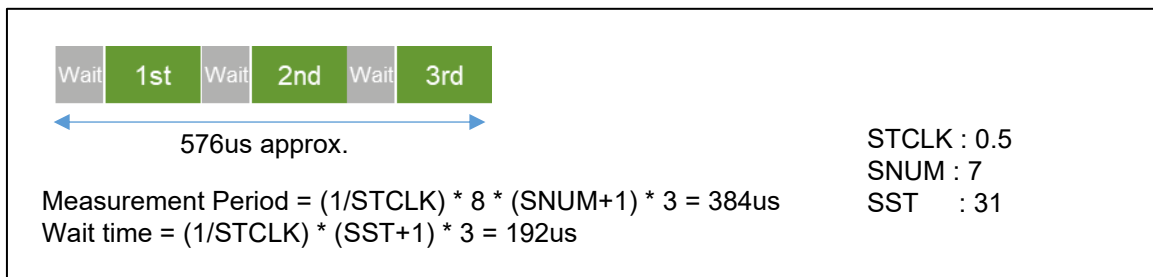 Wait 1st Wait 2nd Wait 3rd
576us approx.
STCLK : 0.5
SNUM : 7
SST : 31
Measurement Period = (1/STCLK) * 8 * (SNUM+1) * 3 = 384us
Wait time = (1/STCLK) * (SST+1) * 3 = 192us